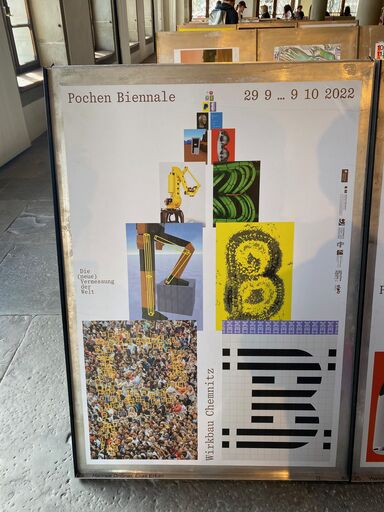 Pochen Biennale
29 9 ... 9 10 2022
Die
(neue)
Vermessung
der
Welt
Wirkbau Chemnitz